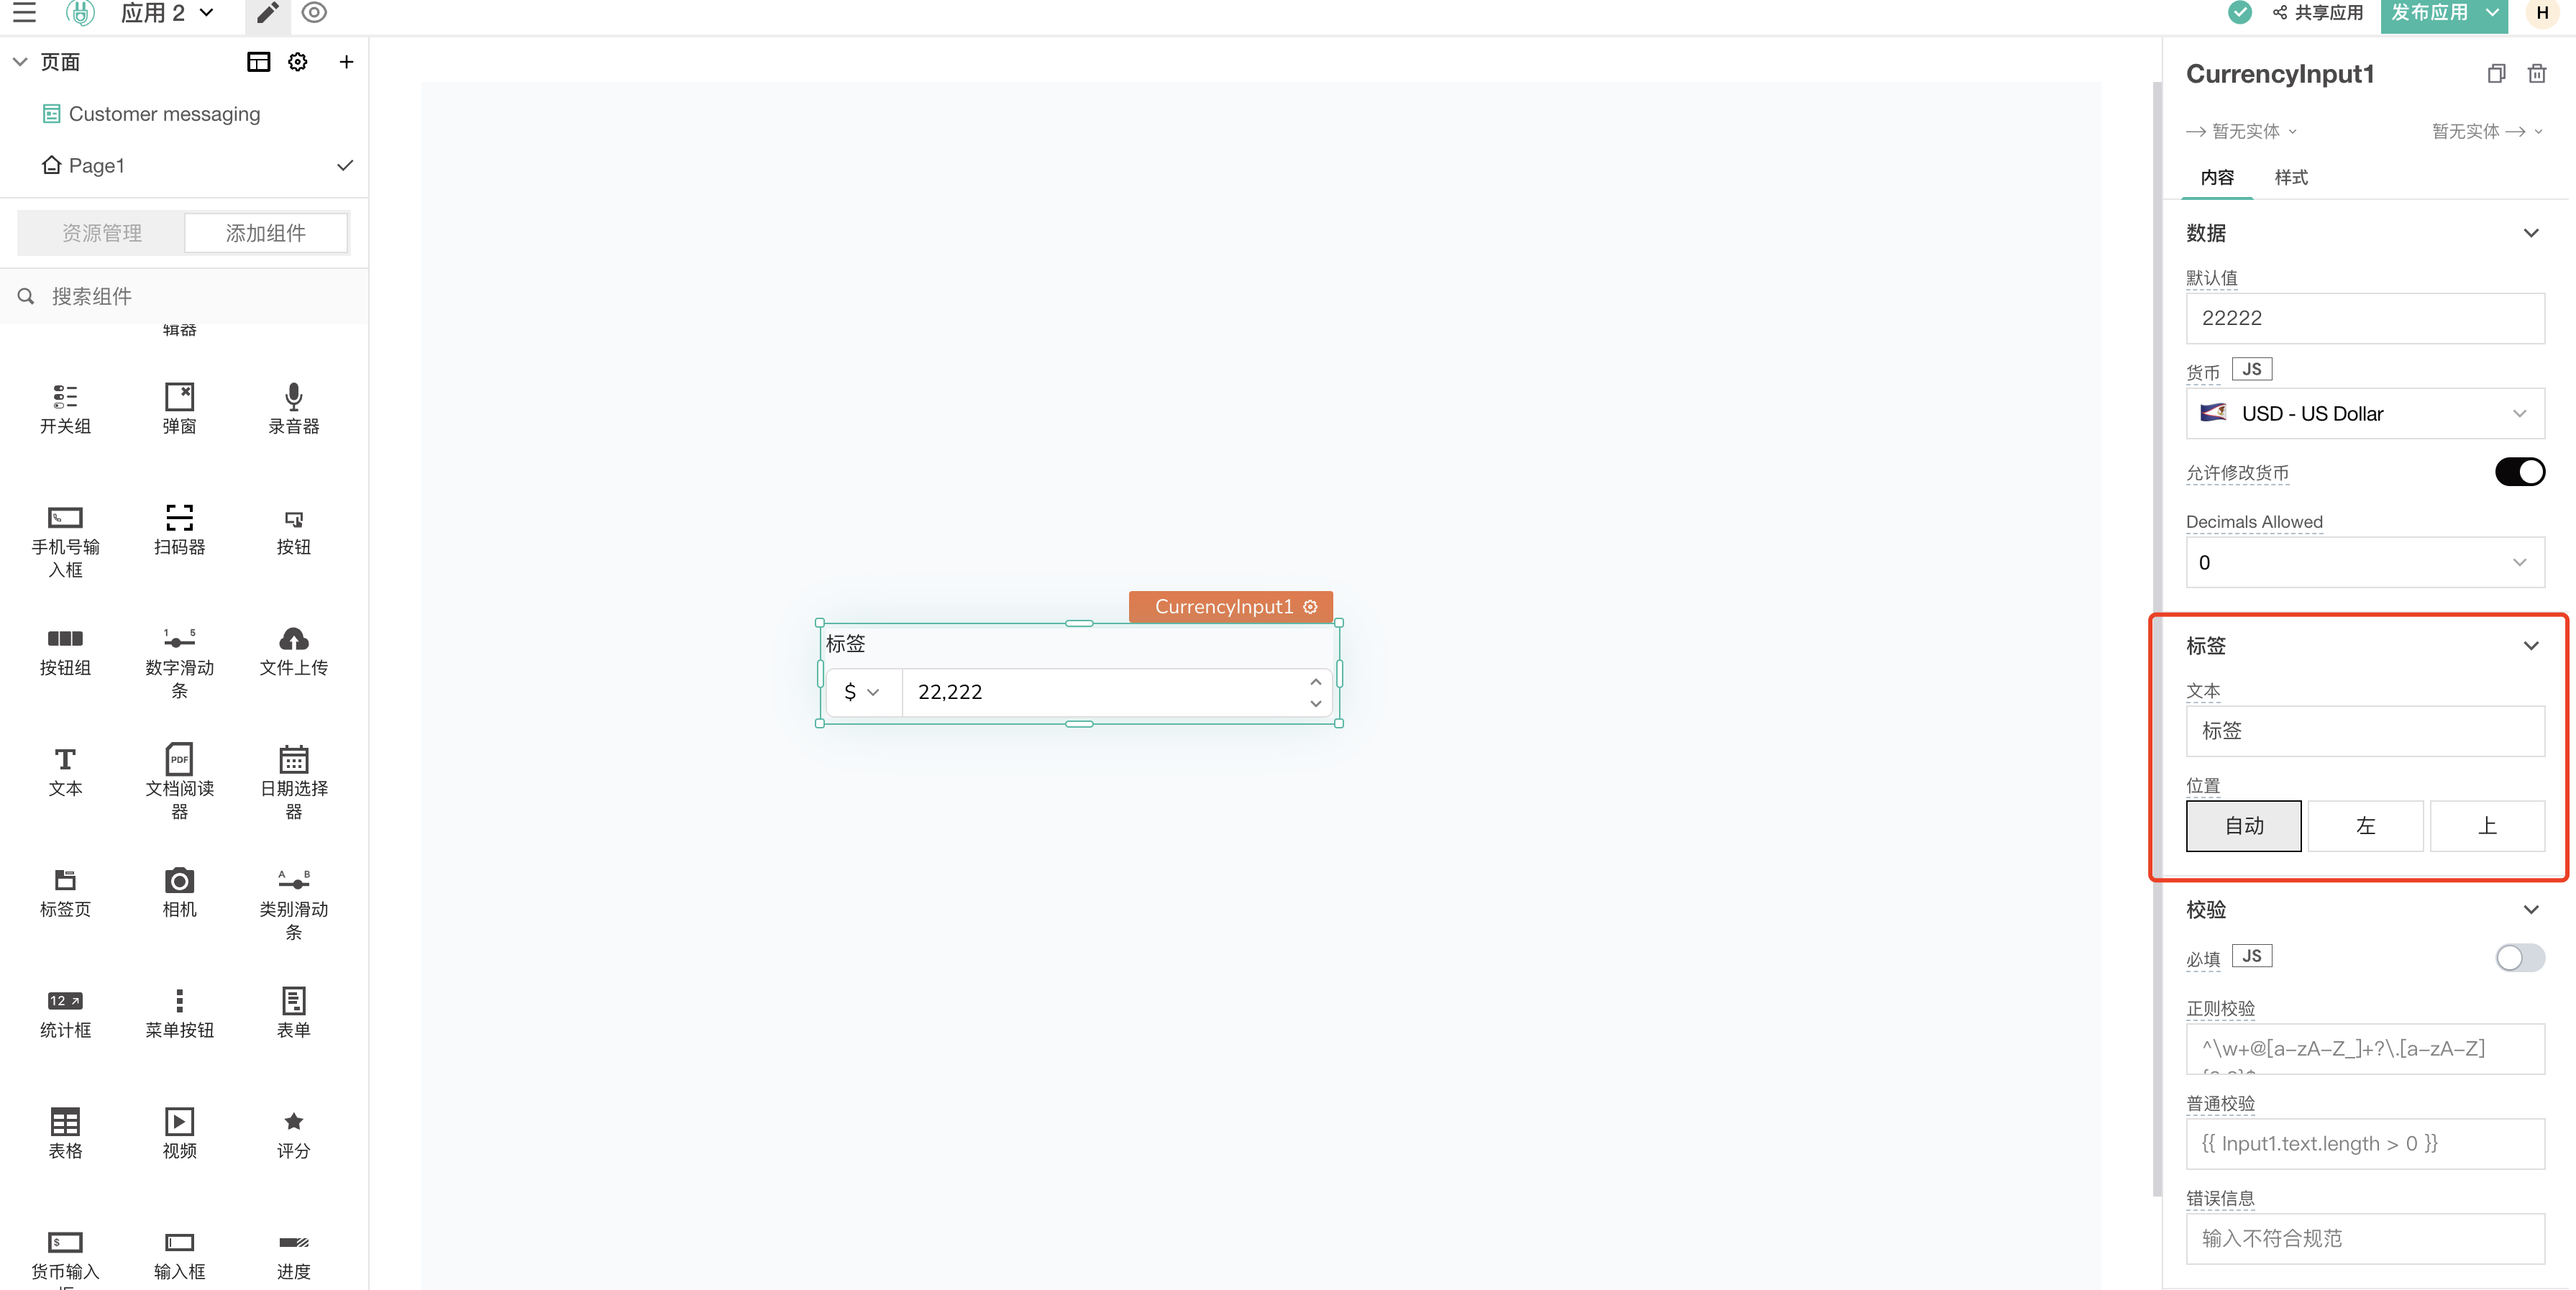 应用 2
共享应用
发布应用
H
页面
Customer messaging
Page1
资源管理
添加组件
搜索组件
辑器
开关组
弹窗
录音器
手机号输
入框
扫码器
按钮
按钮组
1 5
数字滑动
条
文件上传
文本
PDF
文档阅读
器
日期选择
器
标签页
相机
A B
类别滑动
条
12
统计框
菜单按钮
表单
表格
视频
评分
$
货币输入
框
输入框
进度
CurrencyInput1
标签
$
22,222
CurrencyInput1
暂无实体
暂无实体
内容
样式
数据
默认值
22222
货币
JS
USD - US Dollar
允许修改货币
Decimals Allowed
0
标签
文本
标签
位置
自动
左
上
校验
必填
JS
正则校验
^\w+@[a-zA-Z_]+?\.[a-zA-Z]
普通校验
{{ Input1.text.length > 0 }}
错误信息
输入不符合规范